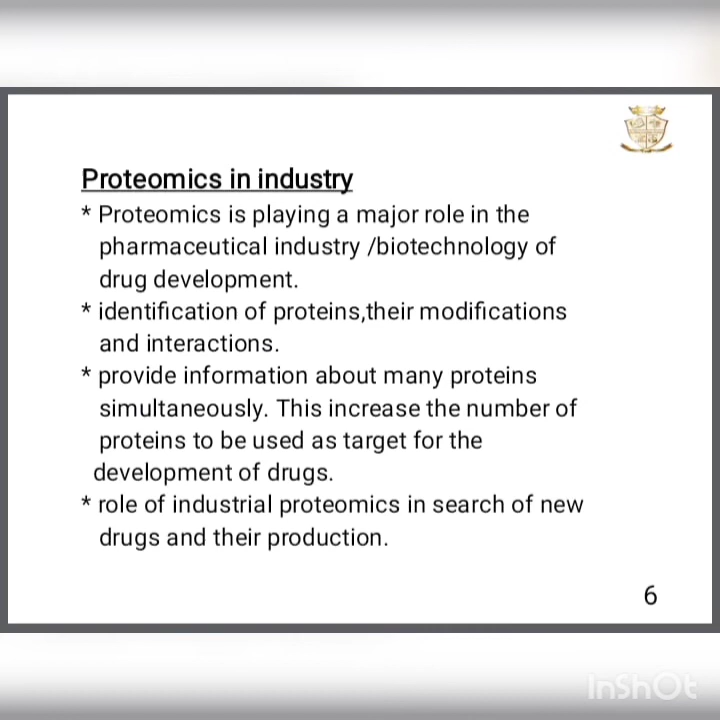 Proteomics in industry
* Proteomics is playing a major role in the
pharmaceutical industry /biotechnology of
drug development.
* identification of proteins,their modifications
and interactions.
* provide information about many proteins
simultaneously. This increase the number of
proteins to be used as target for the
development of drugs.
* role of industrial proteomics in search of new
drugs and their production.
6
InShOt